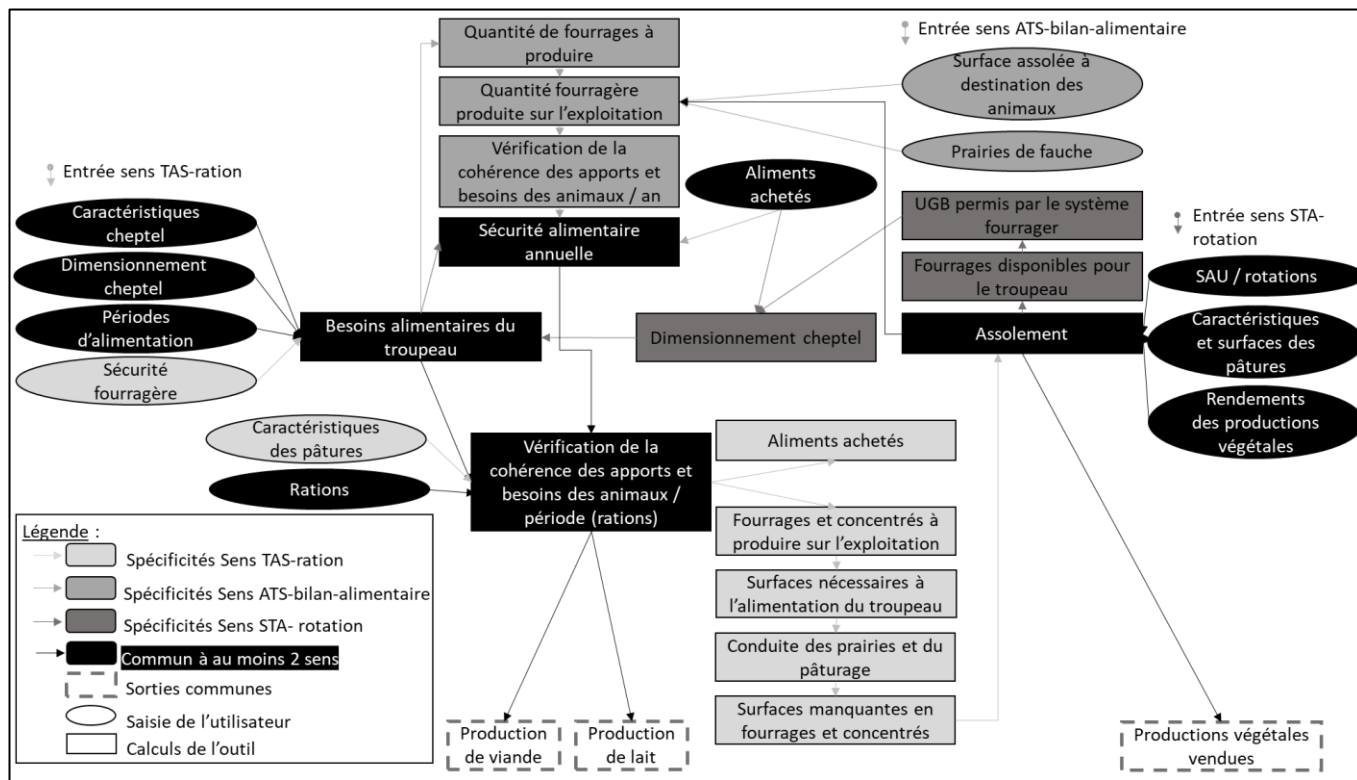 Quantité de fourrages à
produire
Entrée sens ATS-bilan-alimentaire
Surface assolée à
destination des
animaux
Quantité fourragère
produite sur l’exploitation
Prairies de fauche
Vérification de la
cohérence des apports et
besoins des animaux / an
Entrée sens TAS-ration
Aliments
achetés
Caractéristiques
cheptel
UGB permis par le système
fourrager
Entrée sens STA-
rotation
Sécurité alimentaire
annuelle
Dimensionnement
cheptel
Fourrages disponibles pour
le troupeau
SAU / rotations
Périodes
d’alimentation
Besoins alimentaires du
troupeau
Dimensionnement cheptel
Assolement
Caractéristiques
et surfaces des
pâtures
Sécurité
fourragère
Rendements
des productions
végétales
Caractéristiques
des pâtures
Vérification de la
cohérence des apports et
besoins des animaux /
période (rations)
Aliments achetés
Rations
Fourrages et concentrés à
produire sur l’exploitation
Surfaces nécessaires à
l’alimentation du troupeau
Conduite des prairies et du
pâturage
Surfaces manquantes en
fourrages et concentrés
Légende :
Spécificités Sens TAS-ration
Spécificités Sens ATS-bilan-alimentaire
Spécificités Sens STA- rotation
Commun à au moins 2 sens
Sorties communes
Saisie de l’utilisateur
Calculs de l’outil
Production
de viande
Production
de lait
Productions végétales
vendues